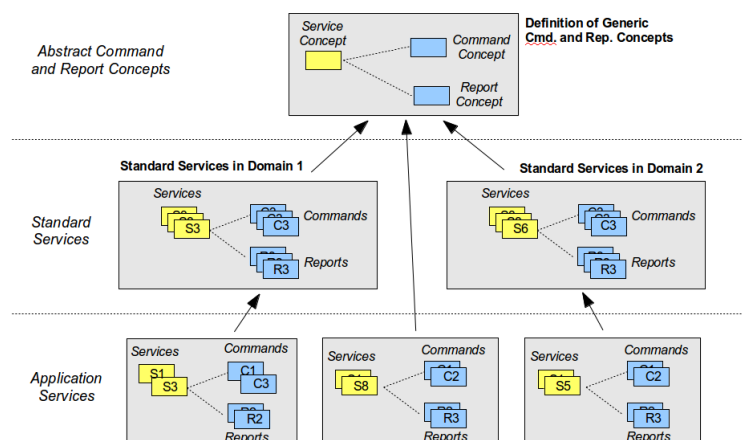 Abstract Command
and Report Concepts
Service
Concept
Command
Concept
Report
Concept
Definition of Generic
Cmd. and Rep. Concepts
Standard Services in Domain 1
Standard Services in Domain 2
Standard
Services
Services
S3
Commands
C3
Reports
R3
Services
S6
Commands
C3
Reports
R3
Application
Services
Services
S1
S3
Commands
C1
C3
R2
Reports
Services
S8
Commands
C2
R3
Reports
Services
S5
Commands
C2
R3
Reports